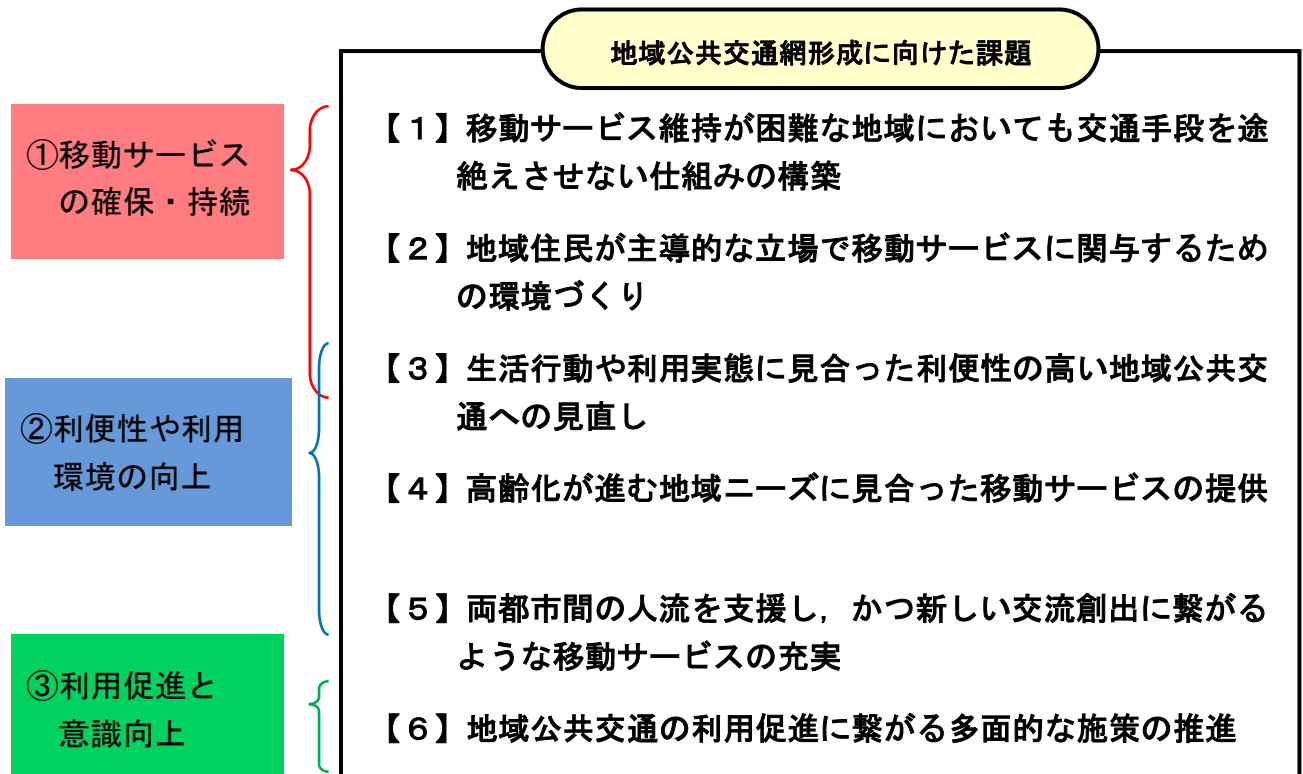 地域公共交通網形成に向けた課題
①移動サービス
の確保・持続
②利便性や利用
環境の向上
③利用促進と
意識向上
【1】移動サービス維持が困難な地域においても交通手段を途
絶えさせない仕組みの構築
【2】地域住民が主導的な立場で移動サービスに関与するため
の環境づくり
【3】生活行動や利用実態に見合った利便性の高い地域公共交
通への見直し
【4】高齢化が進む地域ニーズに見合った移動サービスの提供
【5】両都市間の人流を支援し，かつ新しい交流創出に繋がる
ような移動サービスの充実
【6】地域公共交通の利用促進に繋がる多面的な施策の推進